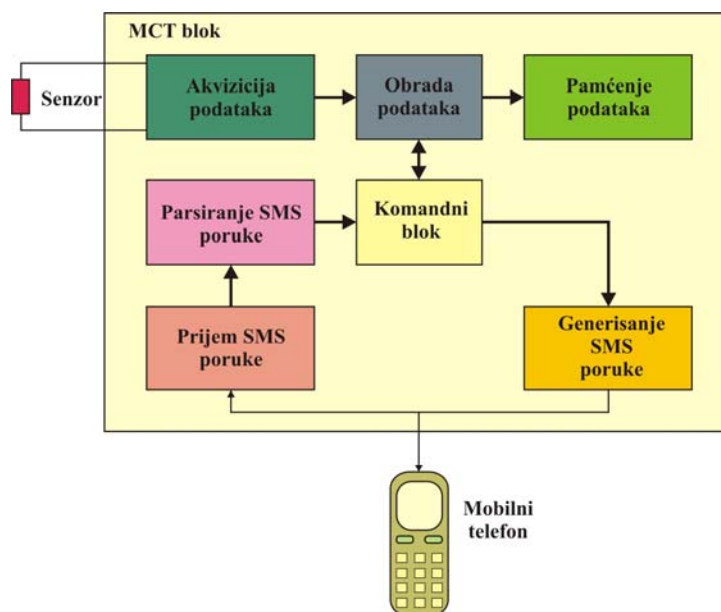 MCT blok
Senzor
Akvizicija
podataka
Obrada
podataka
Pamćenje
podataka
Parsiranje SMS
poruke
Komandni
blok
Prijem SMS
poruke
Generisanje
SMS
poruke
Mobilni
telefon